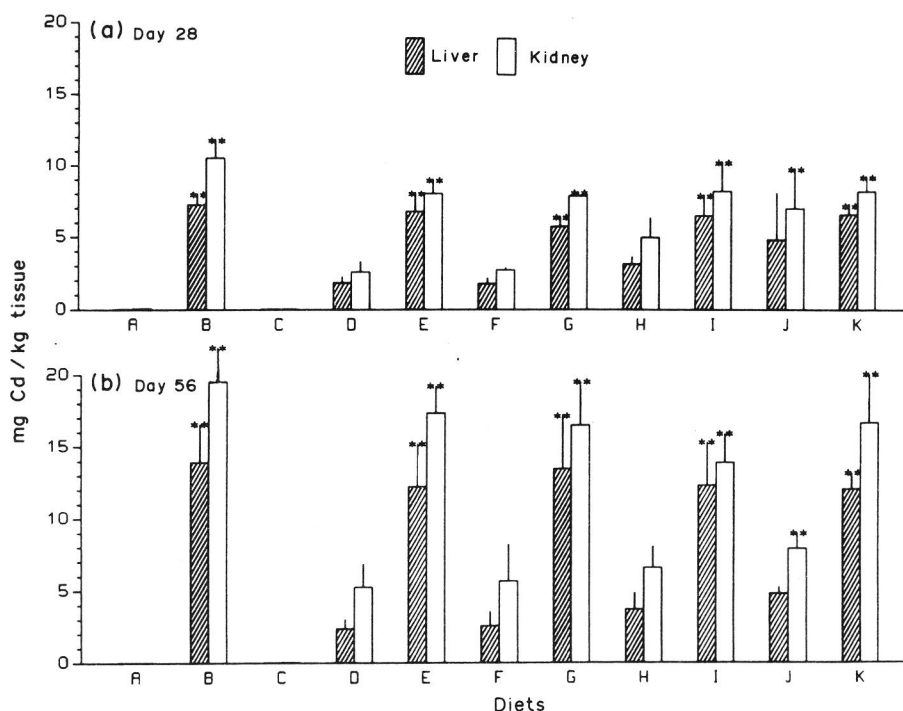 20
(a) Day 28
Liver
Kidney
15
10
5
0
** ** ** ** ** ** ** ** ** ** **
A B C D E F G H I J K
mg Cd / kg tissue
20
(b) Day 56
15
10
5
0
** ** ** ** ** ** ** ** ** ** **
A B C D E F G H I J K
Diets